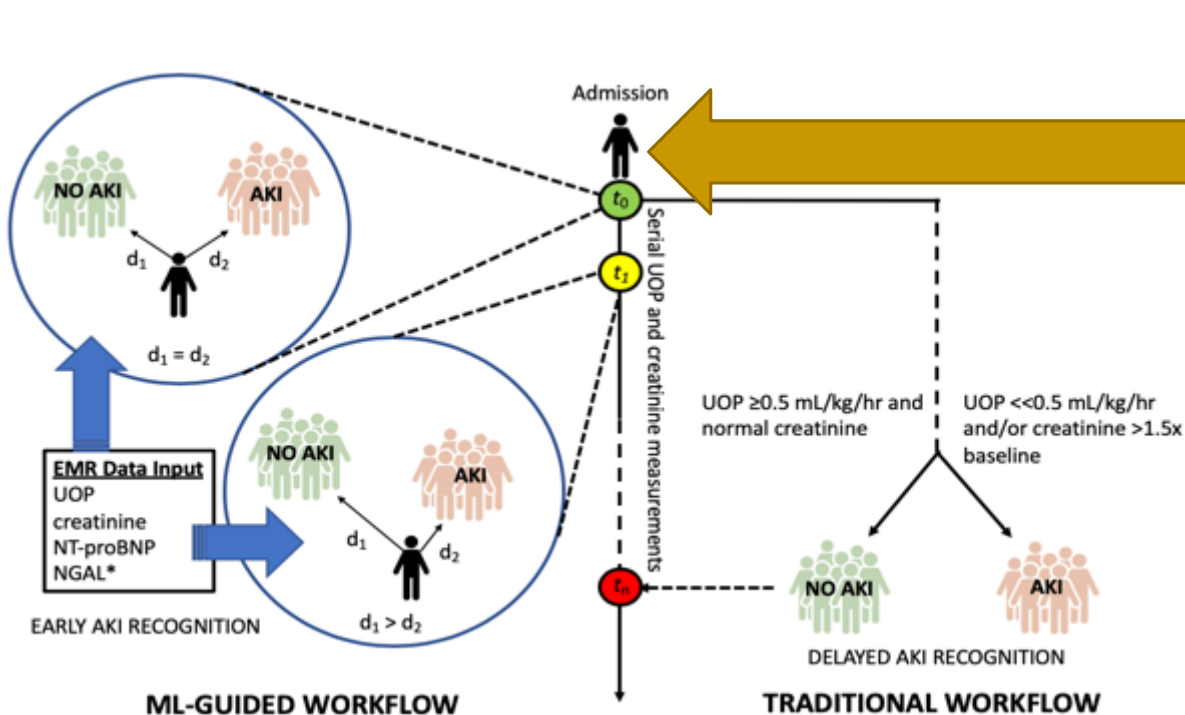 Admission
NO AKI
AKI
d1
d2
d1 = d2
t0
t1
Serial UOP and creatinine measurements
NO AKI
AKI
d1
d2
d1 > d2
EMR Data Input
UOP
creatinine
NT-proBNP
NGAL*
EARLY AKI RECOGNITION
UOP ≥0.5 mL/kg/hr and
normal creatinine
UOP <<0.5 mL/kg/hr
and/or creatinine >1.5x
baseline
tn
NO AKI
AKI
DELAYED AKI RECOGNITION
ML-GUIDED WORKFLOW
TRADITIONAL WORKFLOW